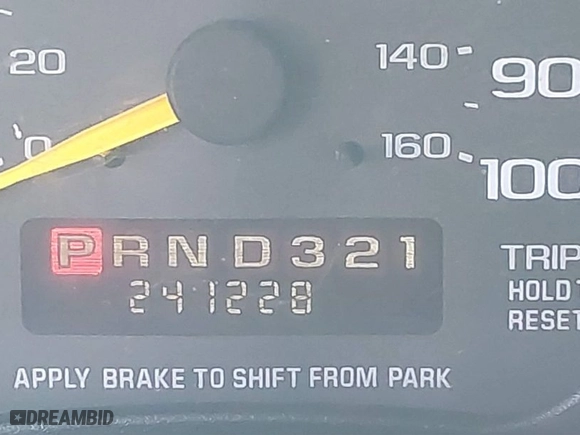 20
140
90
0
160
100
TRIP
PRND321
HOLD
241228
RESET
APPLY BRAKE TO SHIFT FROM PARK
DREAMBID